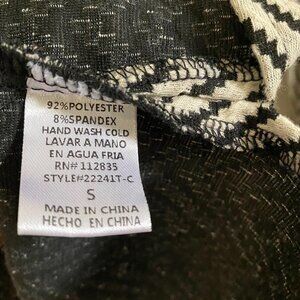 92%POLYESTER
8%SPANDEX
HAND WASH COLD
LAVAR A MANO
EN AGUA FRIA
RN# 112835
STYLE#22241T-C
S
MADE IN CHINA
HECHO EN CHINA